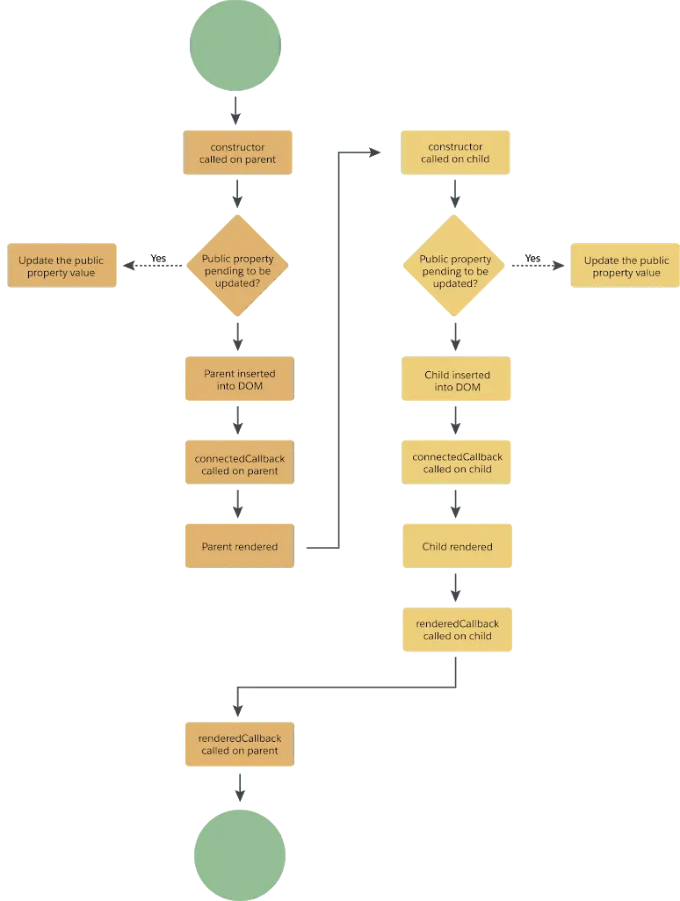 constructor
called on parent
Public property
pending to be
updated?
Yes
Update the public
property value
Parent inserted
into DOM
connectedCallback
called on parent
Parent rendered
constructor
called on child
Public property
pending to be
updated?
Yes
Update the public
property value
Child inserted
into DOM
connectedCallback
called on child
Child rendered
renderedCallback
called on child
renderedCallback
called on parent